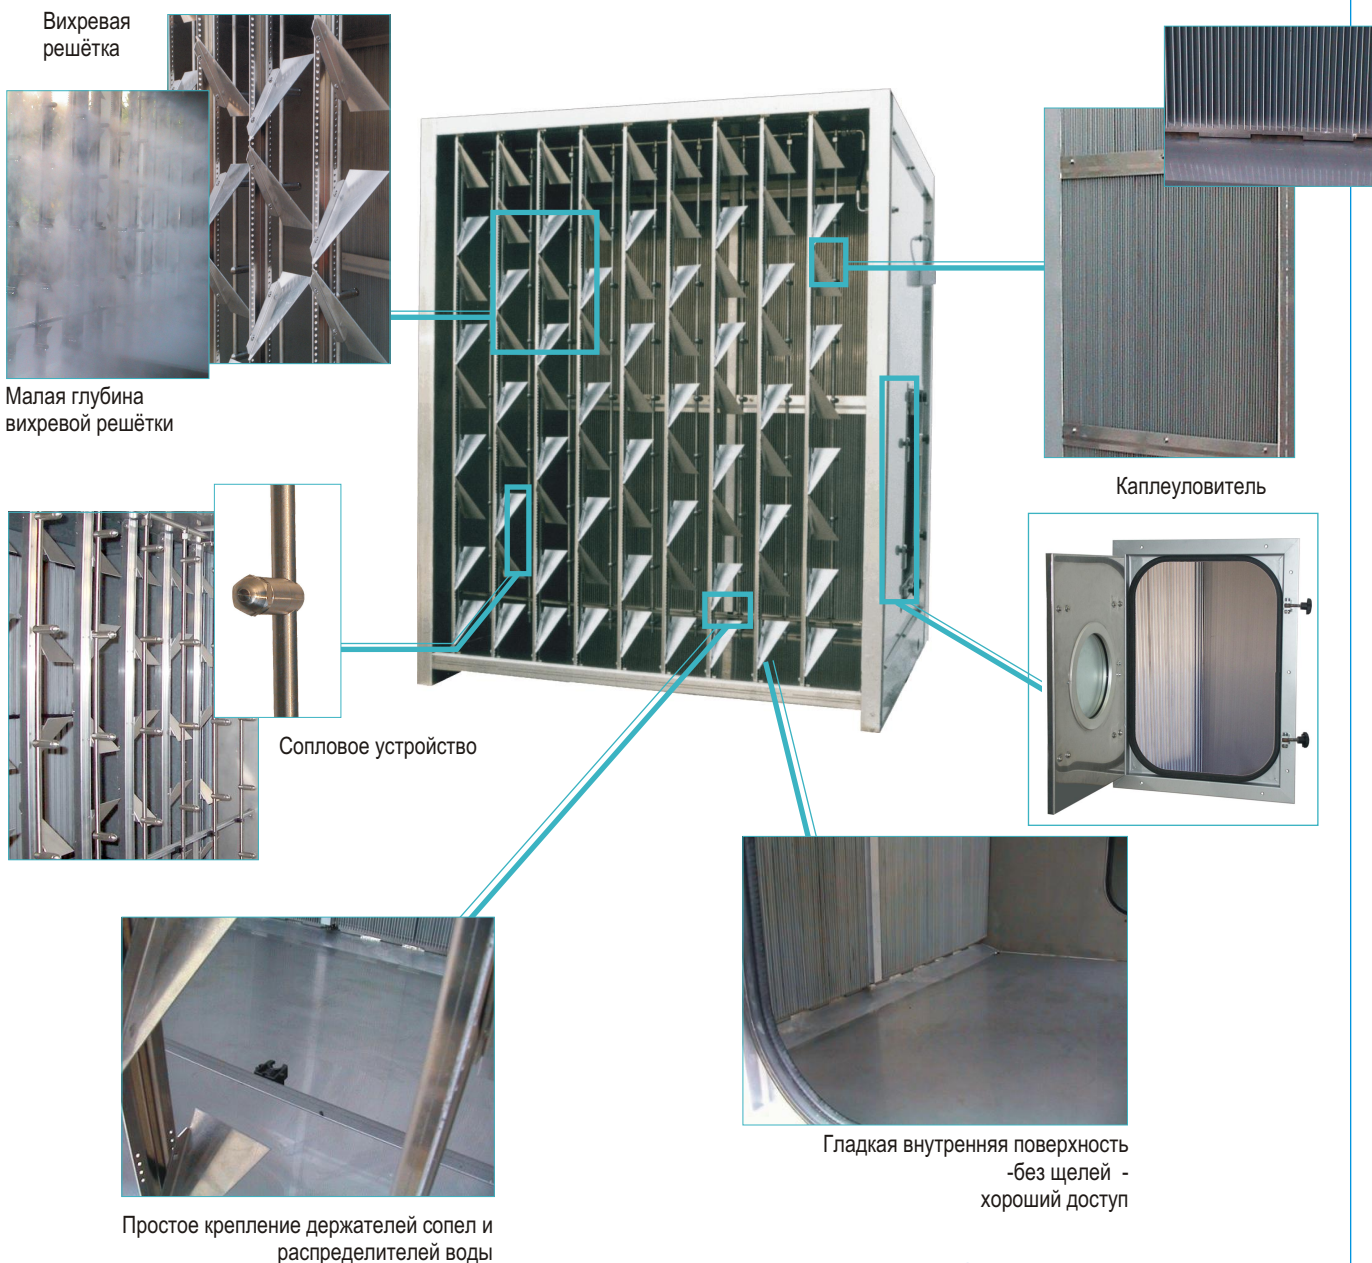 Вихревая
решётка
Малая глубина
вихревой решётки
Каплеуловитель
Сопловое устройство
Гладкая внутренняя поверхность
-без щелей -
хороший доступ
Простое крепление держателей сопел и
распределителей воды